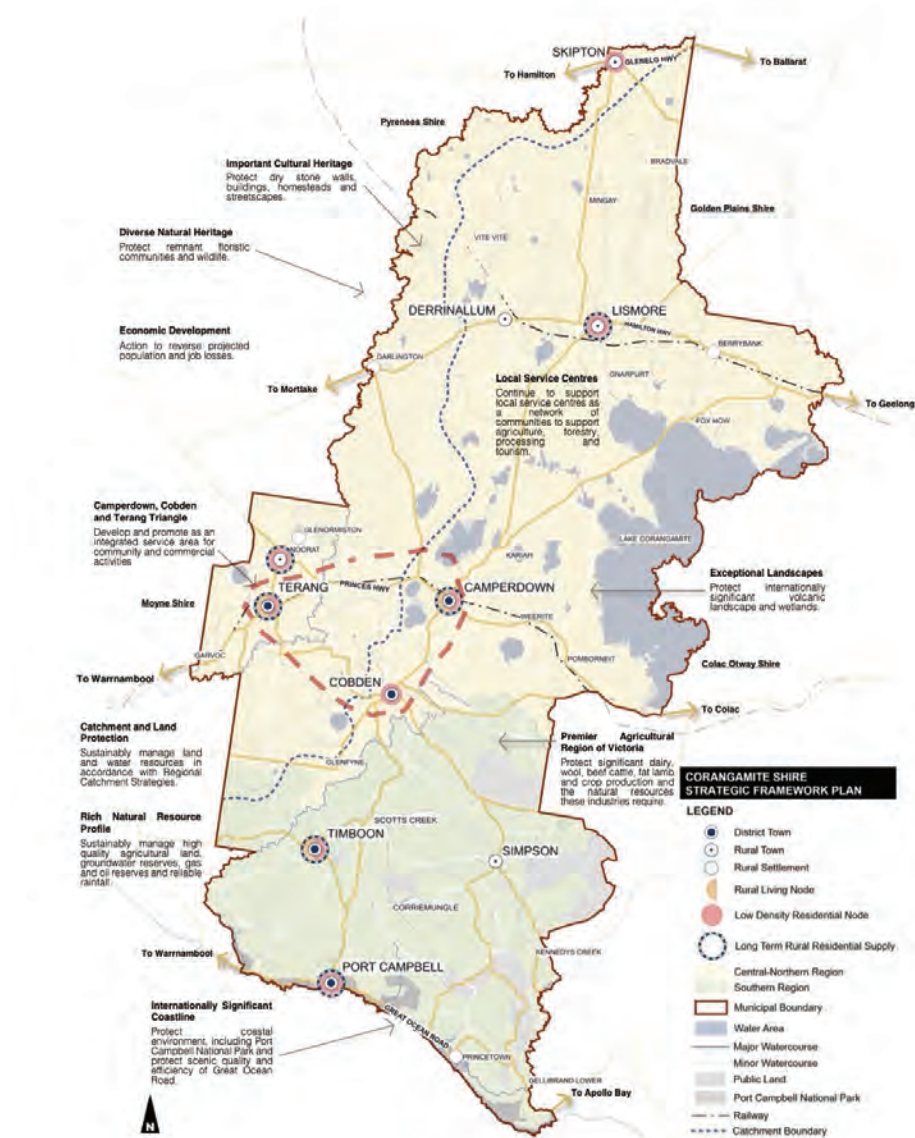 SKIPTON
GLENELG HWY
To Hamilton
To Ballarat
Pyrenees Shire
BRADVALE
Important Cultural Heritage
Protect dry stone walls,
buildings, homesteads and
streetscapes.
MINGAY
Golden Plains Shire
Diverse Natural Heritage
Protect remnant floristic
communities and wildlife.
VITE VITE
DERRINALLUM
LISMORE
HAMILTON HWY
Economic Development
Action to reverse projected
population and job losses.
BERRYBANK
DARLINGTON
GNARPURT
To Mortlake
Local Service Centres
Continue to support
local service centres as
a network of
communities to support
agriculture, forestry,
processing and
tourism.
To Geelong
FOX HOW
Camperdown, Cobden
and Terang Triangle
Develop and promote as an
integrated service area for
community and commercial
activities
GLENORMISTON
NOORAT
LAKE CORANGAMITE
KARIAH
TERANG
PRINCES HWY
CAMPERDOWN
Exceptional Landscapes
Protect internationally
significant volcanic
landscape and wetlands.
Moyne Shire
WEERITE
GARVOC
POMBORNEIT
Colac Otway Shire
To Warrnambool
COBDEN
To Colac
Catchment and Land
Protection
Sustainably manage land
and water resources in
accordance with Regional
Catchment Strategies.
Premier Agricultural
Region of Victoria
Protect significant dairy,
wool, beef cattle, fat lamb
and crop production and
the natural resources
these industries require.
GLENFYNE
Rich Natural Resource
Profile
Sustainably manage high
quality agricultural land,
groundwater reserves, gas
and oil reserves and reliable
rainfall.
SCOTTS CREEK
TIMBOON
SIMPSON
CORRIEMUNGLE
To Warrnambool
KENNEDYS CREEK
PORT CAMPBELL
Internationally Significant
Coastline
Protect coastal
environment, including Port
Campbell National Park and
protect scenic quality and
efficiency of Great Ocean
Road.
GREAT OCEAN ROAD
PRINCETOWN
GELLIBRAND LOWER
To Apollo Bay
N
CORANGAMITE SHIRE
STRATEGIC FRAMEWORK PLAN
LEGEND
District Town
Rural Town
Rural Settlement
Rural Living Node
Low Density Residential Node
Long Term Rural Residential Supply
Central-Northern Region
Southern Region
Municipal Boundary
Water Area
Major Watercourse
Minor Watercourse
Public Land
Port Campbell National Park
Railway
Catchment Boundary